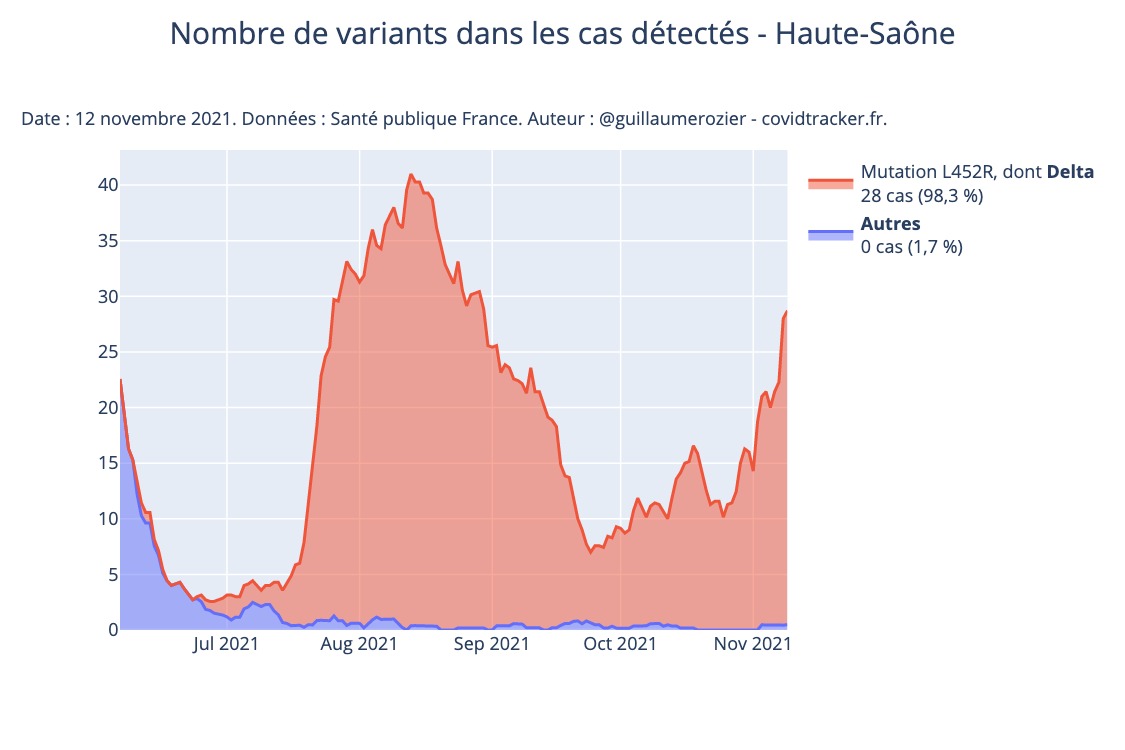 Nombre de variants dans les cas détectés - Haute-Saône
Date : 12 novembre 2021. Données : Santé publique France. Auteur : @guillaumerozier - covidtracker.fr.
Mutation L452R, dont Delta
28 cas (98,3 %)
Autres
0 cas (1,7 %)
40
35
30
25
20
15
10
5
0
Jul 2021
Aug 2021
Sep 2021
Oct 2021
Nov 2021